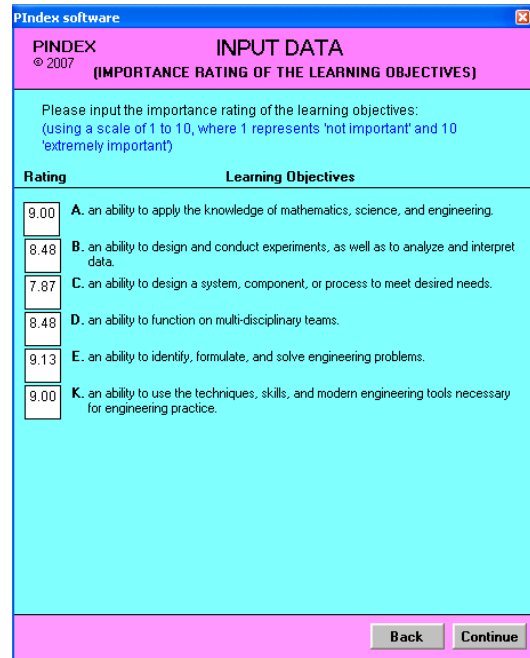 PIndex software
PINDEX
© 2007
INPUT DATA
(IMPORTANCE RATING OF THE LEARNING OBJECTIVES)
Please input the importance rating of the learning objectives:
(using a scale of 1 to 10, where 1 represents 'not important' and 10
'extremely important')
Rating Learning Objectives
9.00 A. an ability to apply the knowledge of mathematics, science, and engineering.
8.48 B. an ability to design and conduct experiments, as well as to analyze and interpret
data.
7.87 C. an ability to design a system, component, or process to meet desired needs.
8.48 D. an ability to function on multi-disciplinary teams.
9.13 E. an ability to identify, formulate, and solve engineering problems.
9.00 K. an ability to use the techniques, skills, and modern engineering tools necessary
for engineering practice.
Back Continue